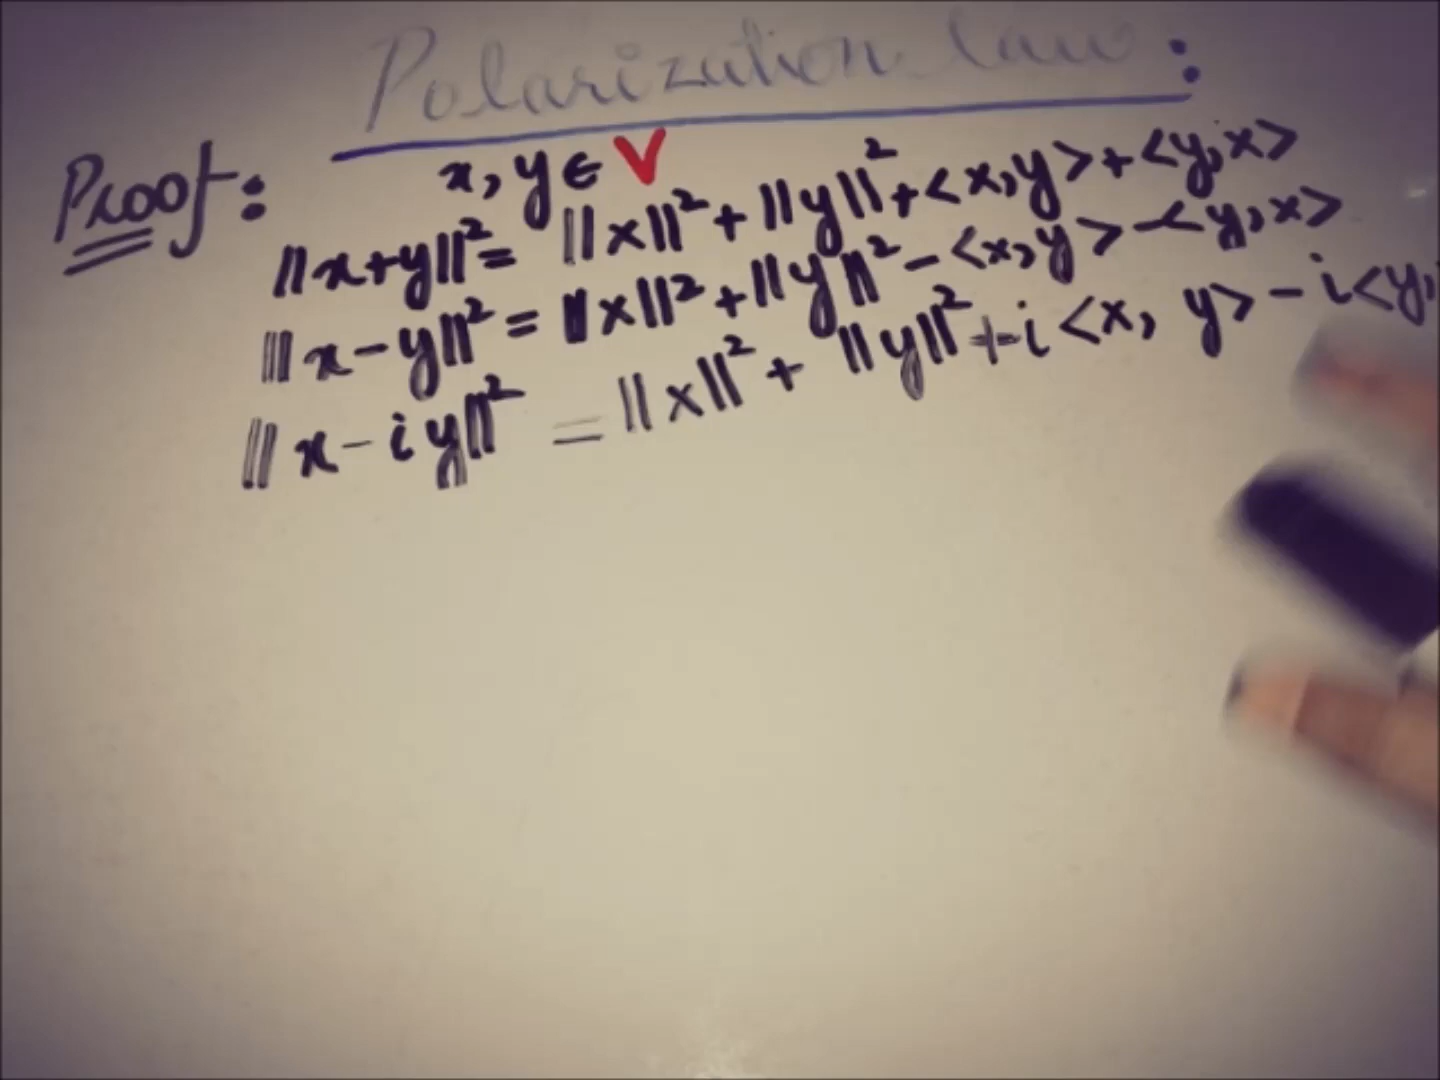 Polarization law :
Proof :
x, y ∈ V
||x+y||² = ||x||² + ||y||² + <x,y> + <y,x>
||x-y||² = ||x||² + ||y||² - <x,y> - <y,x>
||x-iy||² = ||x||² + ||y||² + i<x, y> - i<y,